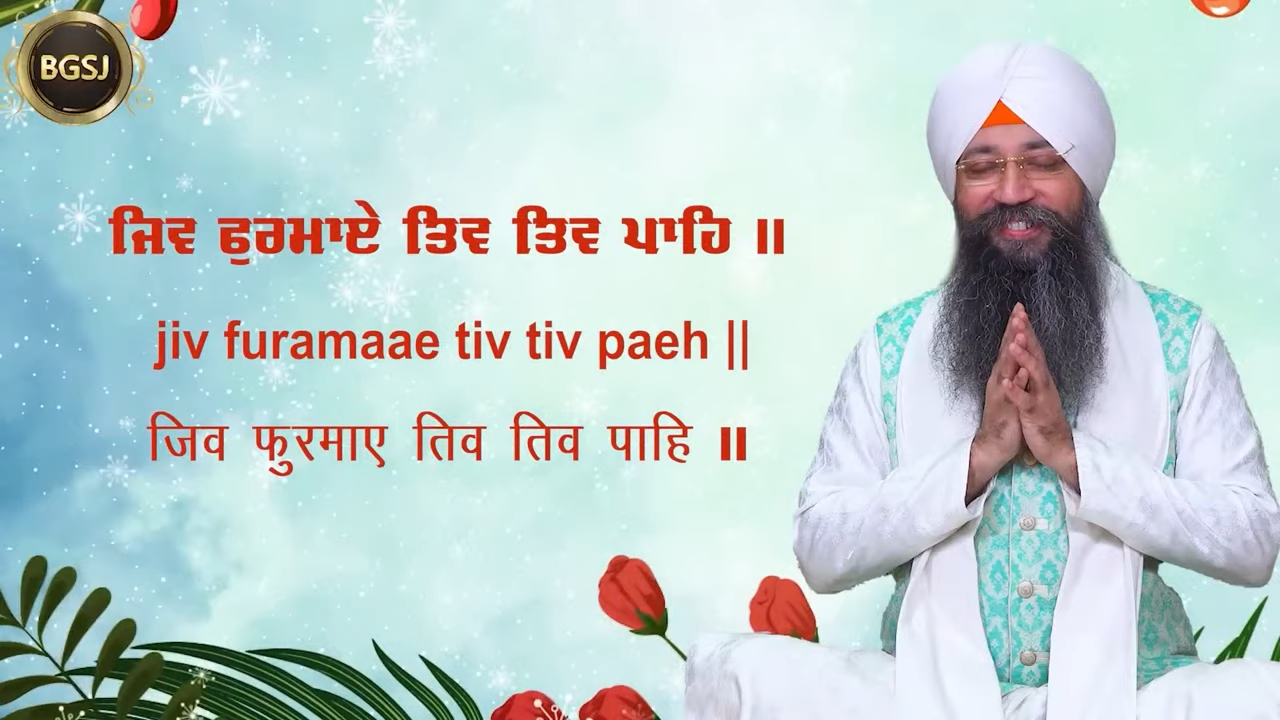 BGSJ
ਜਿਵ ਫੁਰਮਾਏ ਤਿਵ ਤਿਵ ਪਾਹਿ ॥
jiv furamaae tiv tiv paeh ||
जिव फुरमाए तिव तिव पाहि ॥